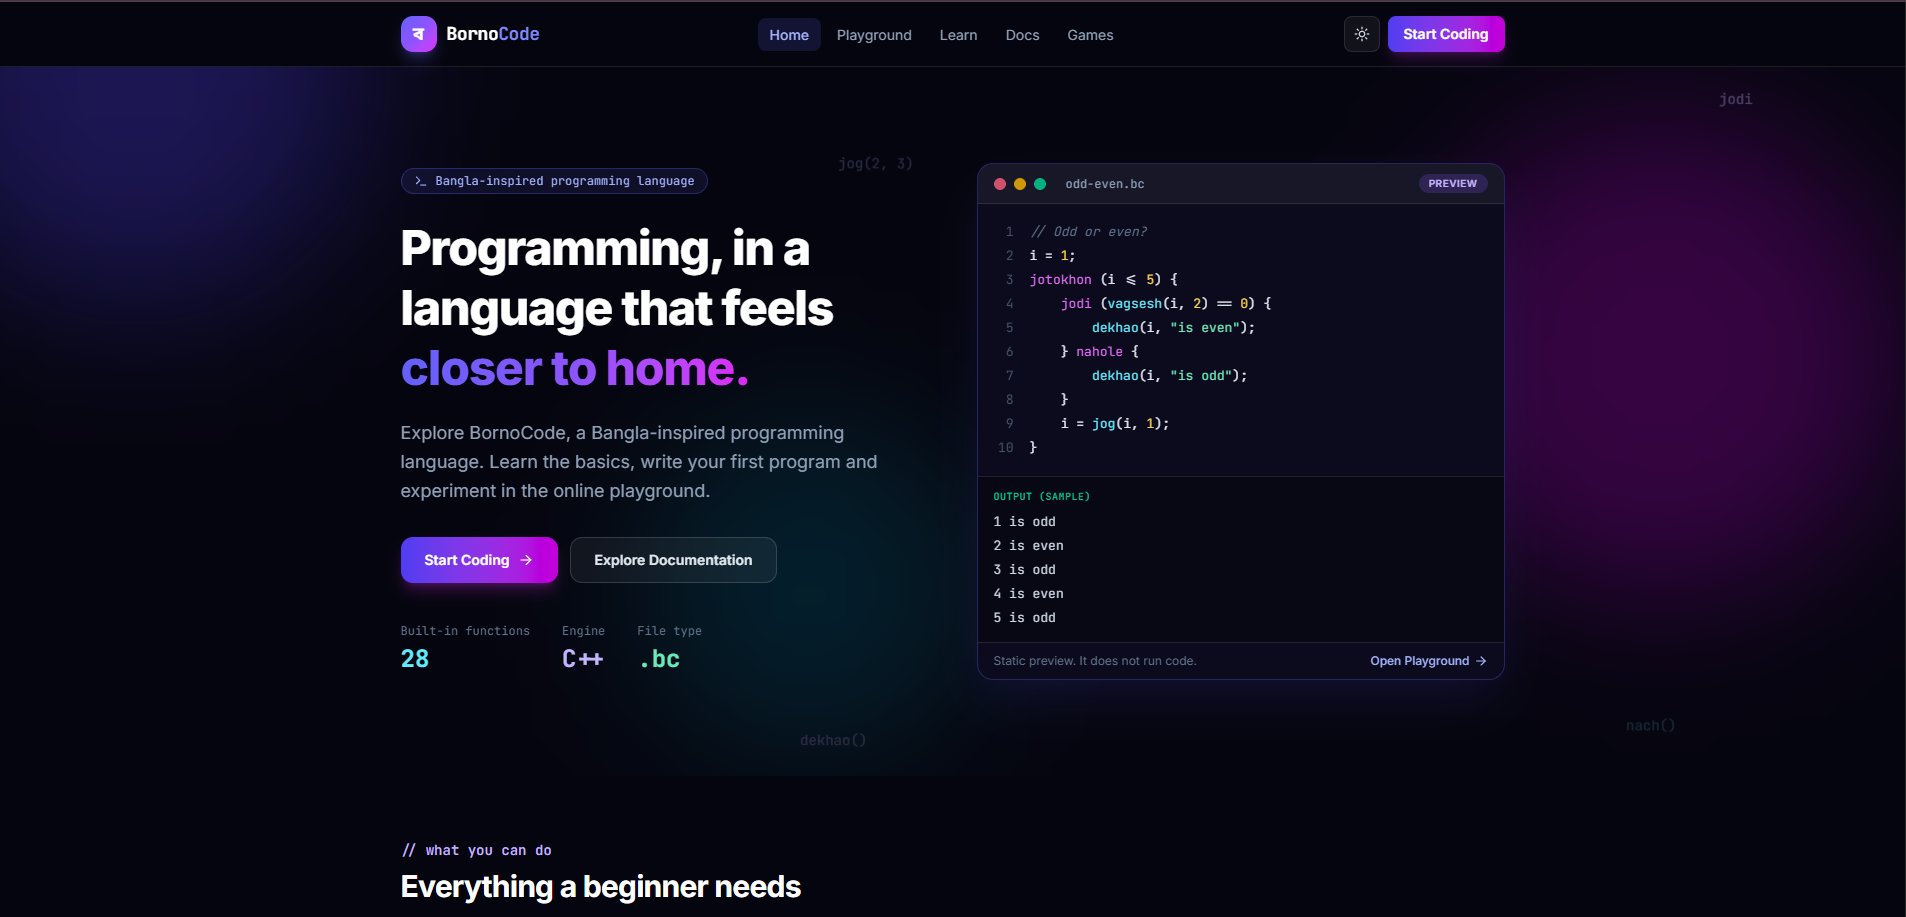 ব BornoCode
Home Playground Learn Docs Games
Start Coding
jodi
jog(2, 3)
>_ Bangla-inspired programming language
Programming, in a
language that feels
closer to home.
Explore BornoCode, a Bangla-inspired programming
language. Learn the basics, write your first program and
experiment in the online playground.
Start Coding →
Explore Documentation
Built-in functions
28
Engine
C++
File type
.bc
odd-even.bc
PREVIEW
1 // Odd or even?
2 i = 1;
3 jotokhon (i <= 5) {
4 jodi (vagsesh(i, 2) == 0) {
5 dekhao(i, "is even");
6 } nahole {
7 dekhao(i, "is odd");
8 }
9 i = jog(i, 1);
10 }
OUTPUT (SAMPLE)
1 is odd
2 is even
3 is odd
4 is even
5 is odd
Static preview. It does not run code.
Open Playground →
nach()
dekhao()
// what you can do
Everything a beginner needs